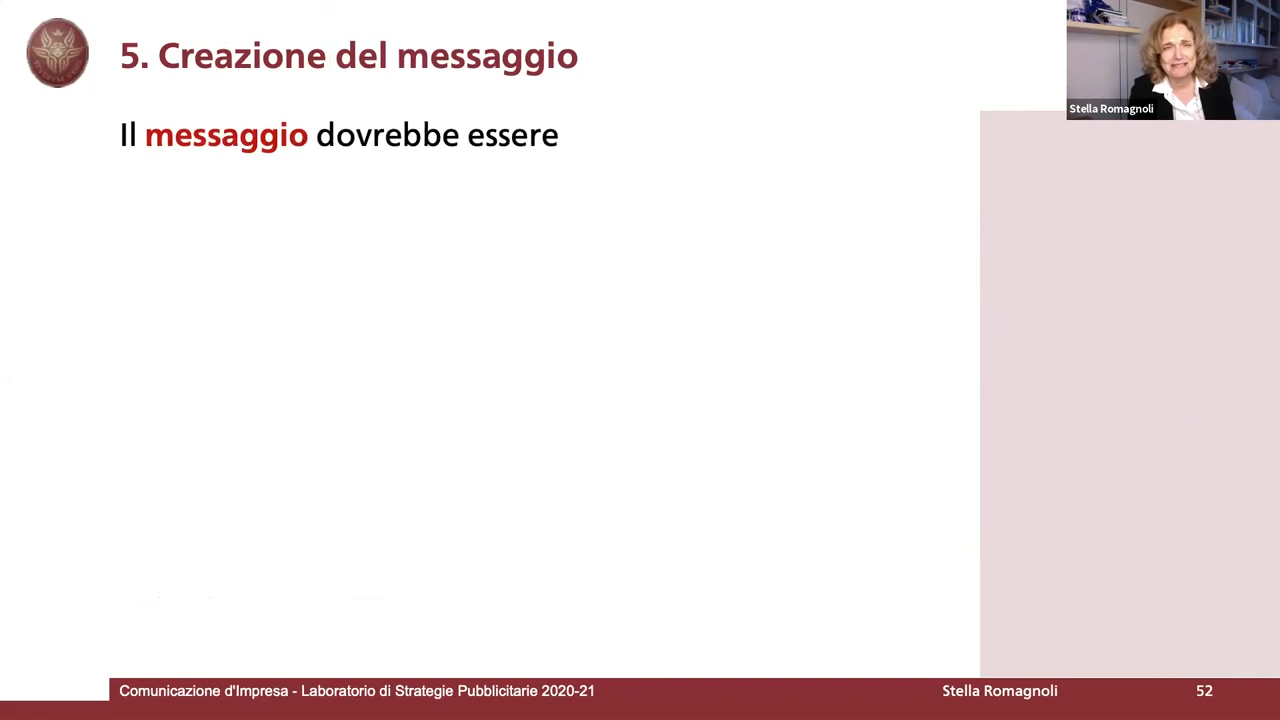 5. Creazione del messaggio
Stella Romagnoli
Il messaggio dovrebbe essere
Comunicazione d'Impresa - Laboratorio di Strategie Pubblicitarie 2020-21
Stella Romagnoli
52